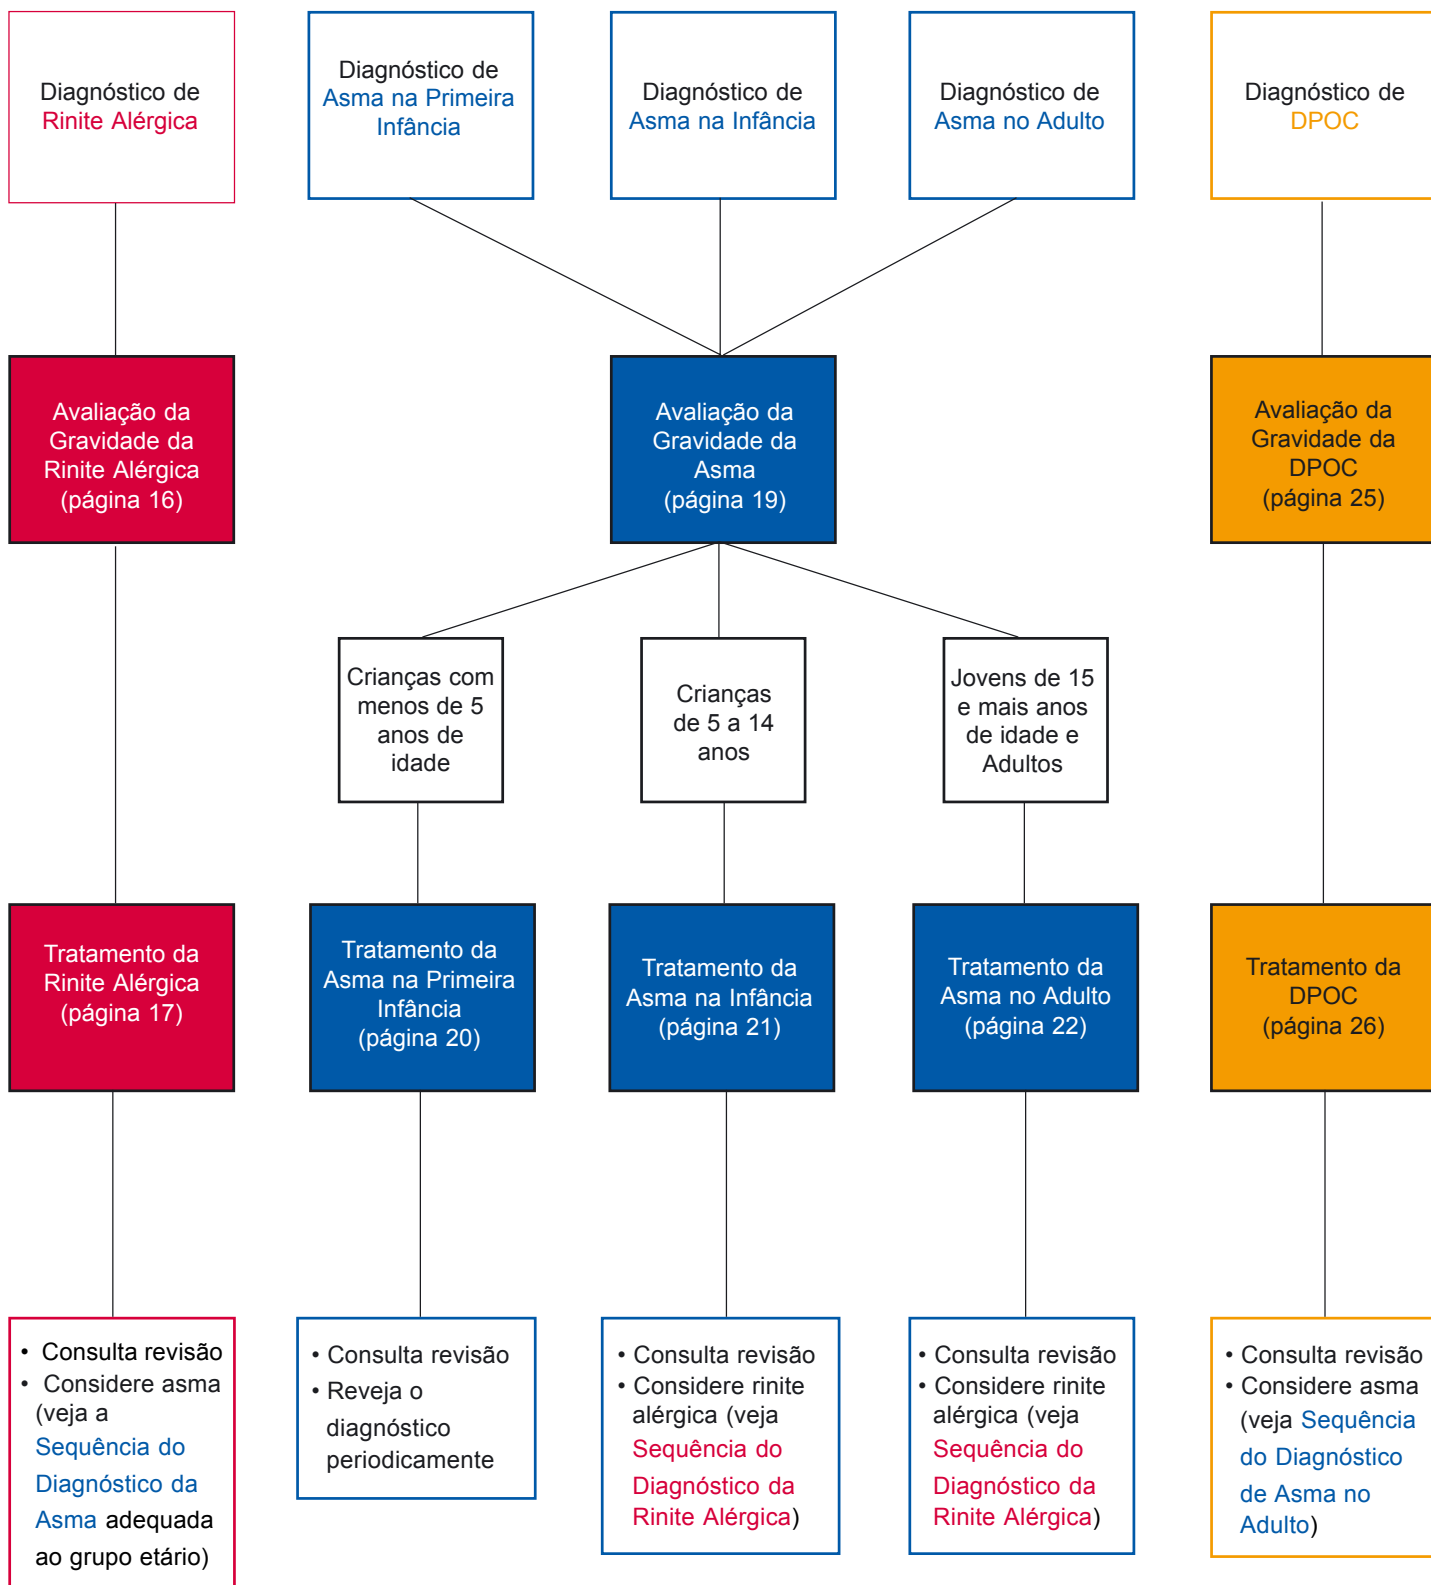 Diagnóstico de
Rinite Alérgica
Diagnóstico de
Asma na Primeira
Infância
Diagnóstico de
Asma na Infância
Diagnóstico de
Asma no Adulto
Diagnóstico de
DPOC
Avaliação da
Gravidade da
Rinite Alérgica
(página 16)
Avaliação da
Gravidade da
Asma
(página 19)
Avaliação da
Gravidade da
DPOC
(página 25)
Crianças com
menos de 5
anos de
idade
Crianças
de 5 a 14
anos
Jovens de 15
e mais anos
de idade e
Adultos
Tratamento da
Rinite Alérgica
(página 17)
Tratamento da
Asma na Primeira
Infância
(página 20)
Tratamento da
Asma na Infância
(página 21)
Tratamento da
Asma no Adulto
(página 22)
Tratamento da
DPOC
(página 26)
• Consulta revisão
• Considere asma
(veja a
Sequência do
Diagnóstico da
Asma adequada
ao grupo etário)
• Consulta revisão
• Reveja o
diagnóstico
periodicamente
• Consulta revisão
• Considere rinite
alérgica (veja
Sequência do
Diagnóstico da
Rinite Alérgica)
• Consulta revisão
• Considere rinite
alérgica (veja
Sequência do
Diagnóstico da
Rinite Alérgica)
• Consulta revisão
• Considere asma
(veja Sequência
do Diagnóstico
de Asma no
Adulto)